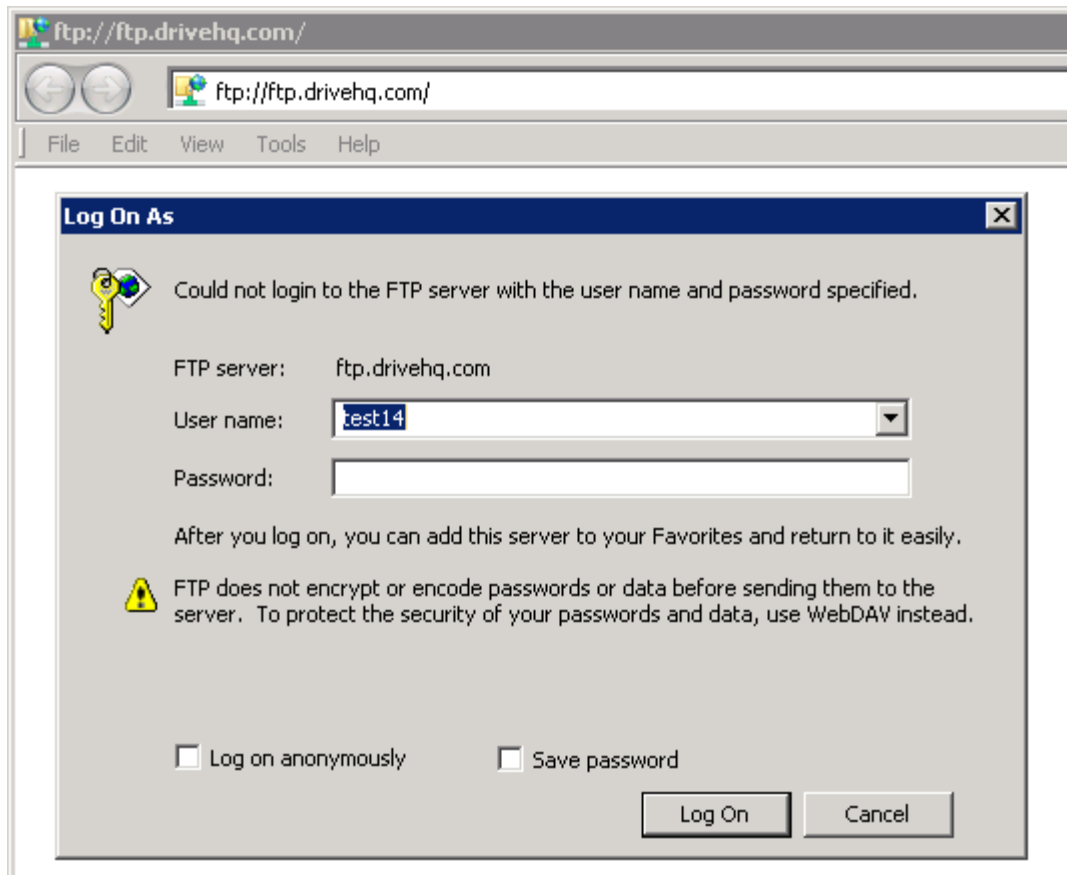 ftp://ftp.drivehq.com/
ftp://ftp.drivehq.com/
File Edit View Tools Help
Log On As
Could not login to the FTP server with the user name and password specified.
FTP server: ftp.drivehq.com
User name: test14
Password:
After you log on, you can add this server to your Favorites and return to it easily.
FTP does not encrypt or encode passwords or data before sending them to the
server. To protect the security of your passwords and data, use WebDAV instead.
Log on anonymously Save password
Log On Cancel